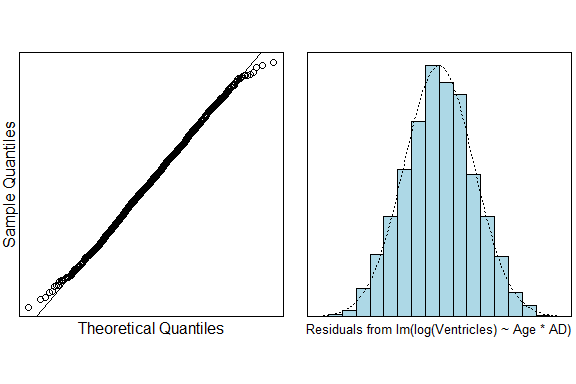 Sample Quantiles
Theoretical Quantiles
Residuals from lm(log(Ventricles) ~ Age * AD)